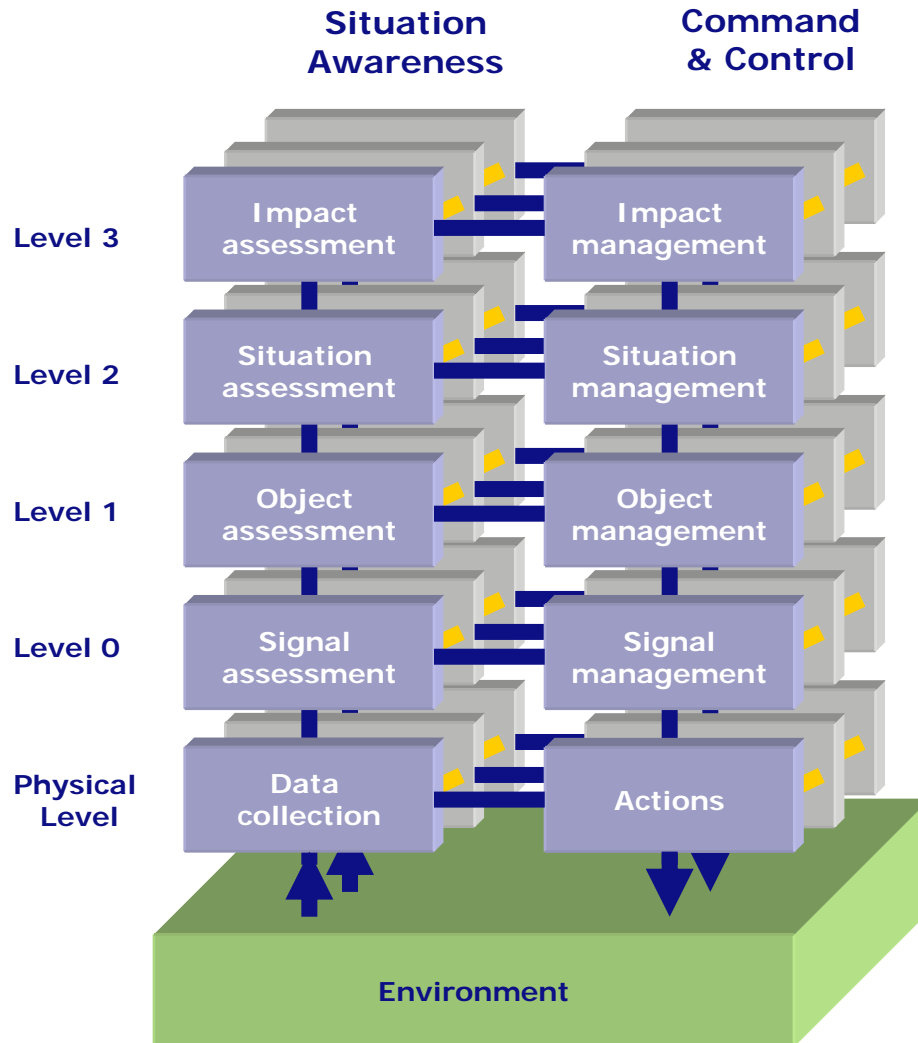 Situation
Awareness
Command
& Control
Level 3
Impact
assessment
Impact
management
Level 2
Situation
assessment
Situation
management
Level 1
Object
assessment
Object
management
Level 0
Signal
assessment
Signal
management
Physical
Level
Data
collection
Actions
Environment